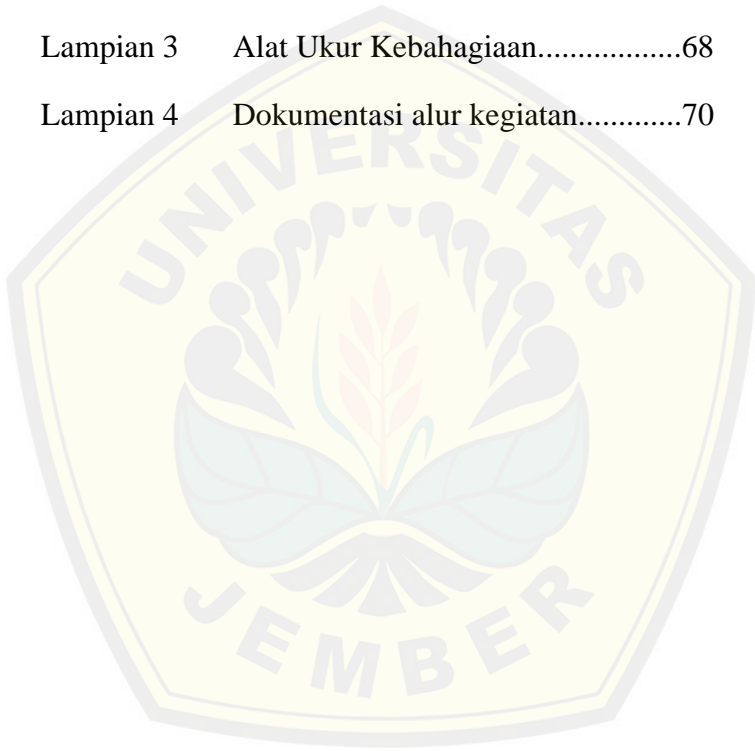 Lampian 3 Alat Ukur Kebahagiaan..................68
Lampian 4 Dokumentasi alur kegiatan.............70
UNIVERSITAS
JEMBER